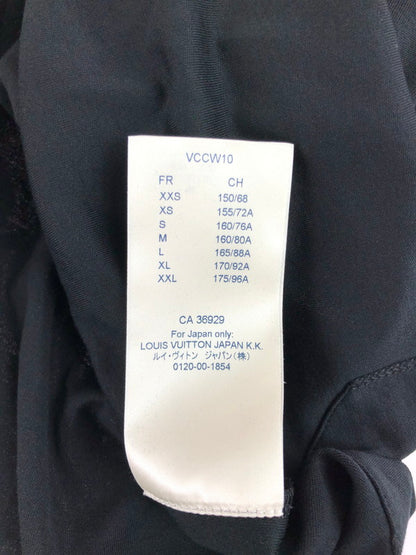 VCCW10
FR CH
XXS 150/68
XS 155/72A
S 160/76A
M 160/80A
L 165/88A
XL 170/92A
XXL 175/96A
CA 36929
For Japan only:
LOUIS VUITTON JAPAN K.K.
ルイ・ヴィトン ジャパン(株)
0120-00-1854